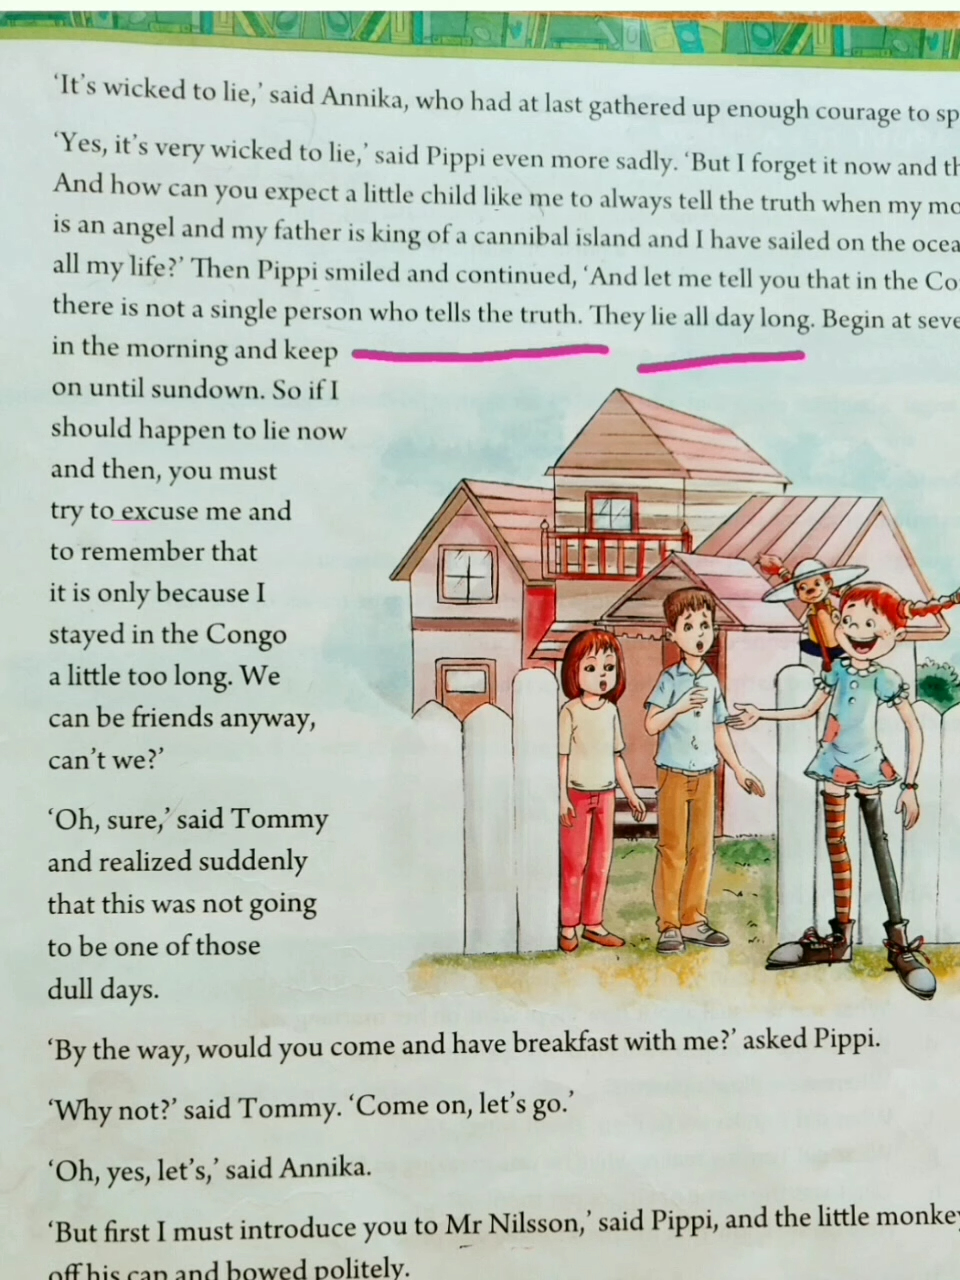 ‘It’s wicked to lie,’ said Annika, who had at last gathered up enough courage to
‘Yes, it’s very wicked to lie,’ said Pippi even more sadly. ‘But I forget it now and
And how can you expect a little child like me to always tell the truth when my
is an angel and my father is king of a cannibal island and I have sailed on the
all my life?’ Then Pippi smiled and continued, ‘And let me tell you that in the
there is not a single person who tells the truth. They lie all day long. Begin at
in the morning and keep
on until sundown. So if I
should happen to lie now
and then, you must
try to excuse me and
to remember that
it is only because I
stayed in the Congo
a little too long. We
can be friends anyway,
can’t we?’
‘Oh, sure,’ said Tommy
and realized suddenly
that this was not going
to be one of those
dull days.
‘By the way, would you come and have breakfast with me?’ asked Pippi.
‘Why not?’ said Tommy. ‘Come on, let’s go.’
‘Oh, yes, let’s,’ said Annika.
‘But first I must introduce you to Mr Nilsson,’ said Pippi, and the little monkey
off his cap and bowed politely.